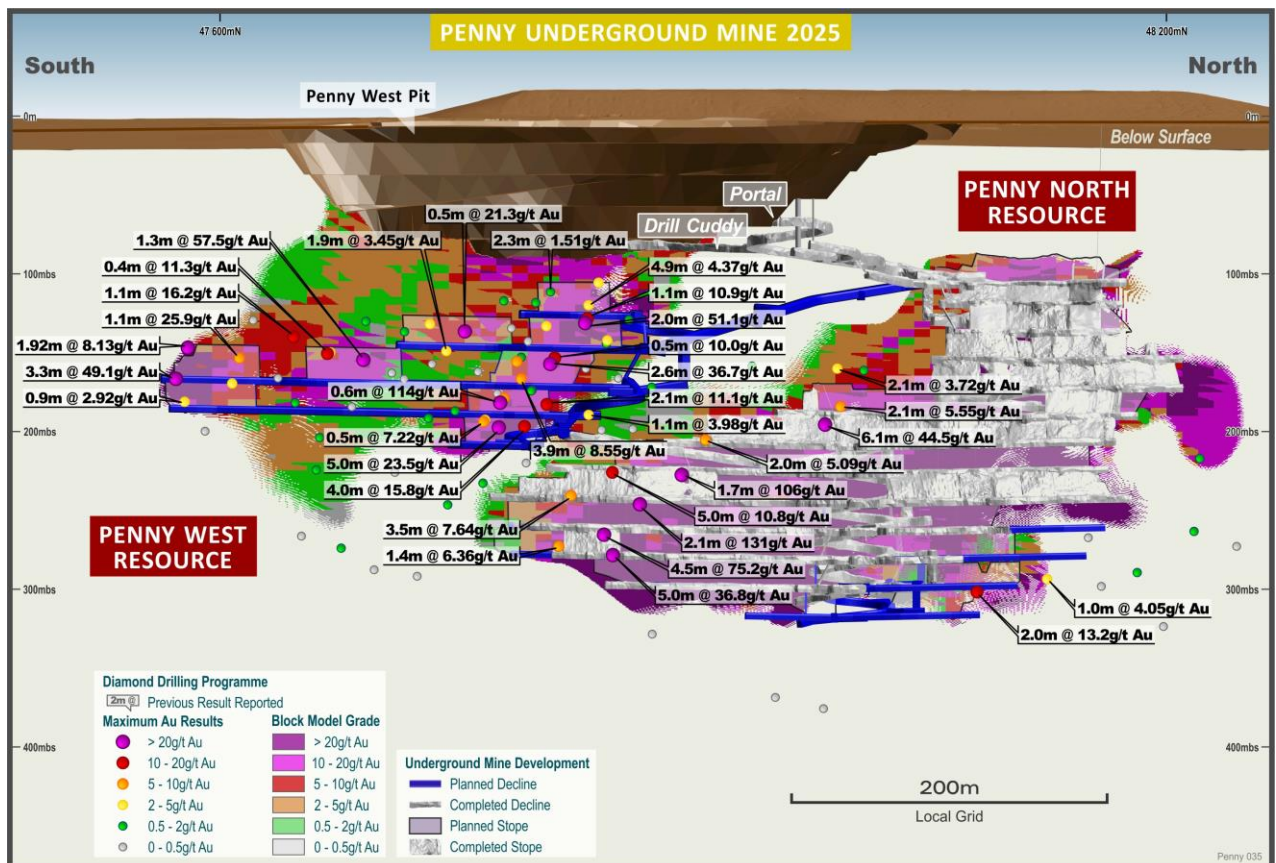 47 600mN
PENNY UNDERGROUND MINE 2025
48 200mN
South
North
Penny West Pit
0m
0m
Below Surface
Portal
PENNY NORTH
RESOURCE
Drill Cuddy
0.5m @ 21.3g/t Au
1.3m @ 57.5g/t Au
1.9m @ 3.45g/t Au
2.3m @ 1.51g/t Au
0.4m @ 11.3g/t Au
4.9m @ 4.37g/t Au
100mbs
100mbs
1.1m @ 16.2g/t Au
1.1m @ 10.9g/t Au
1.1m @ 25.9g/t Au
2.0m @ 51.1g/t Au
1.92m @ 8.13g/t Au
0.5m @ 10.0g/t Au
3.3m @ 49.1g/t Au
2.6m @ 36.7g/t Au
0.9m @ 2.92g/t Au
0.6m @ 114g/t Au
2.1m @ 11.1g/t Au
2.1m @ 3.72g/t Au
1.1m @ 3.98g/t Au
2.1m @ 5.55g/t Au
200mbs
200mbs
0.5m @ 7.22g/t Au
6.1m @ 44.5g/t Au
3.9m @ 8.55g/t Au
5.0m @ 23.5g/t Au
2.0m @ 5.09g/t Au
4.0m @ 15.8g/t Au
1.7m @ 106g/t Au
5.0m @ 10.8g/t Au
PENNY WEST
RESOURCE
3.5m @ 7.64g/t Au
2.1m @ 131g/t Au
1.4m @ 6.36g/t Au
4.5m @ 75.2g/t Au
300mbs
300mbs
5.0m @ 36.8g/t Au
1.0m @ 4.05g/t Au
2.0m @ 13.2g/t Au
400mbs
400mbs
Diamond Drilling Programme
2m @
Previous Result Reported
Maximum Au Results
> 20g/t Au
10 - 20g/t Au
5 - 10g/t Au
2 - 5g/t Au
0.5 - 2g/t Au
0 - 0.5g/t Au
Block Model Grade
> 20g/t Au
10 - 20g/t Au
5 - 10g/t Au
2 - 5g/t Au
0.5 - 2g/t Au
0 - 0.5g/t Au
Underground Mine Development
Planned Decline
Completed Decline
Planned Stope
Completed Stope
200m
Local Grid
Penny 035